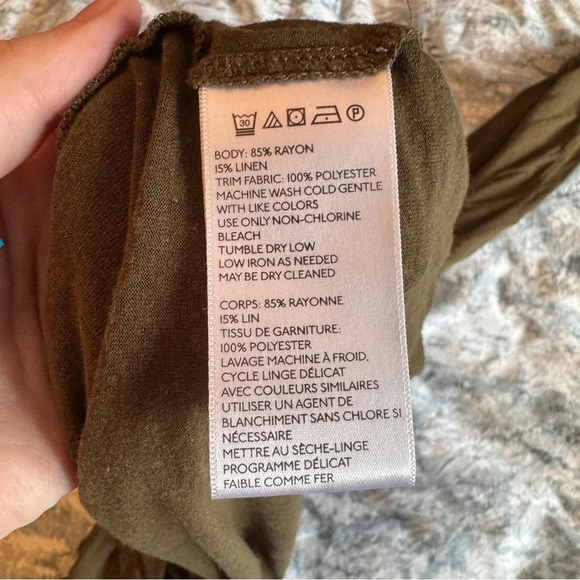 30 P
BODY: 85% RAYON
15% LINEN
TRIM FABRIC: 100% POLYESTER
MACHINE WASH COLD GENTLE
WITH LIKE COLORS
USE ONLY NON-CHLORINE
BLEACH
TUMBLE DRY LOW
LOW IRON AS NEEDED
MAY BE DRY CLEANED
CORPS: 85% RAYONNE
15% LIN
TISSU DE GARNITURE:
100% POLYESTER
LAVAGE MACHINE À FROID,
CYCLE LINGE DÉLICAT
AVEC COULEURS SIMILAIRES
UTILISER UN AGENT DE
BLANCHIMENT SANS CHLORE SI
NÉCESSAIRE
METTRE AU SÈCHE-LINGE
PROGRAMME DÉLICAT
FAIBLE COMME FER